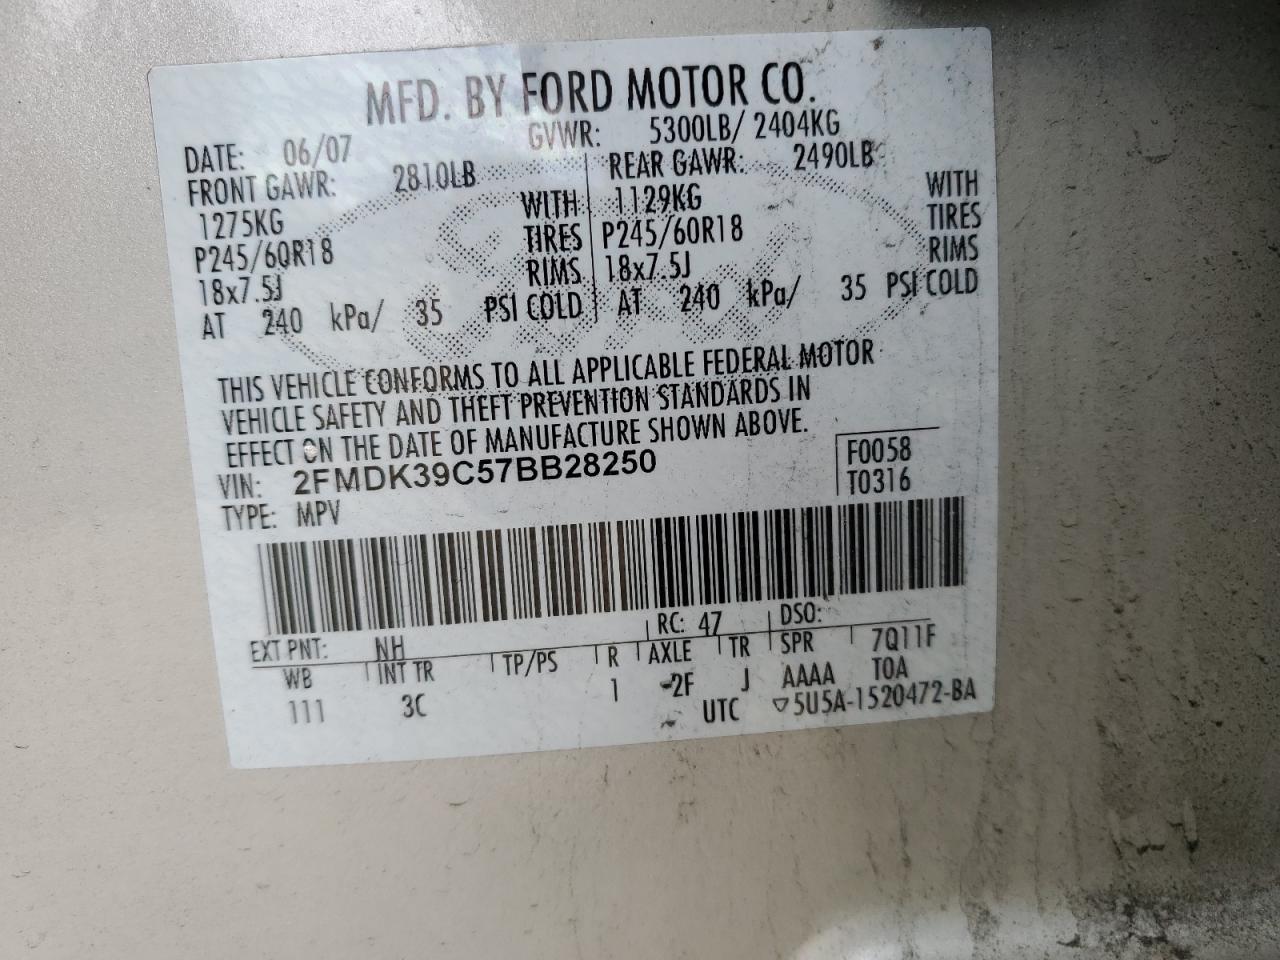 MFD. BY FORD MOTOR CO.
DATE: 06/07 GVWR: 5300LB/ 2404KG
FRONT GAWR: 2810LB REAR GAWR: 2490LB
1275KG WITH 1129KG WITH
P245/60R18 TIRES P245/60R18 TIRES
18x7.5J RIMS 18x7.5J RIMS
AT 240 kPa/ 35 PSI COLD AT 240 kPa/ 35 PSI COLD
THIS VEHICLE CONFORMS TO ALL APPLICABLE FEDERAL MOTOR
VEHICLE SAFETY AND THEFT PREVENTION STANDARDS IN
EFFECT ON THE DATE OF MANUFACTURE SHOWN ABOVE.
VIN: 2FMDK39C57BB28250 F0058
TYPE: MPV T0316
EXT PNT: NH RC: 47 DSO:
WB INT TR TP/PS R AXLE TR SPR 7Q11F
111 3C 1 2F J AAAA T0A
UTC ▽5U5A-1520472-BA